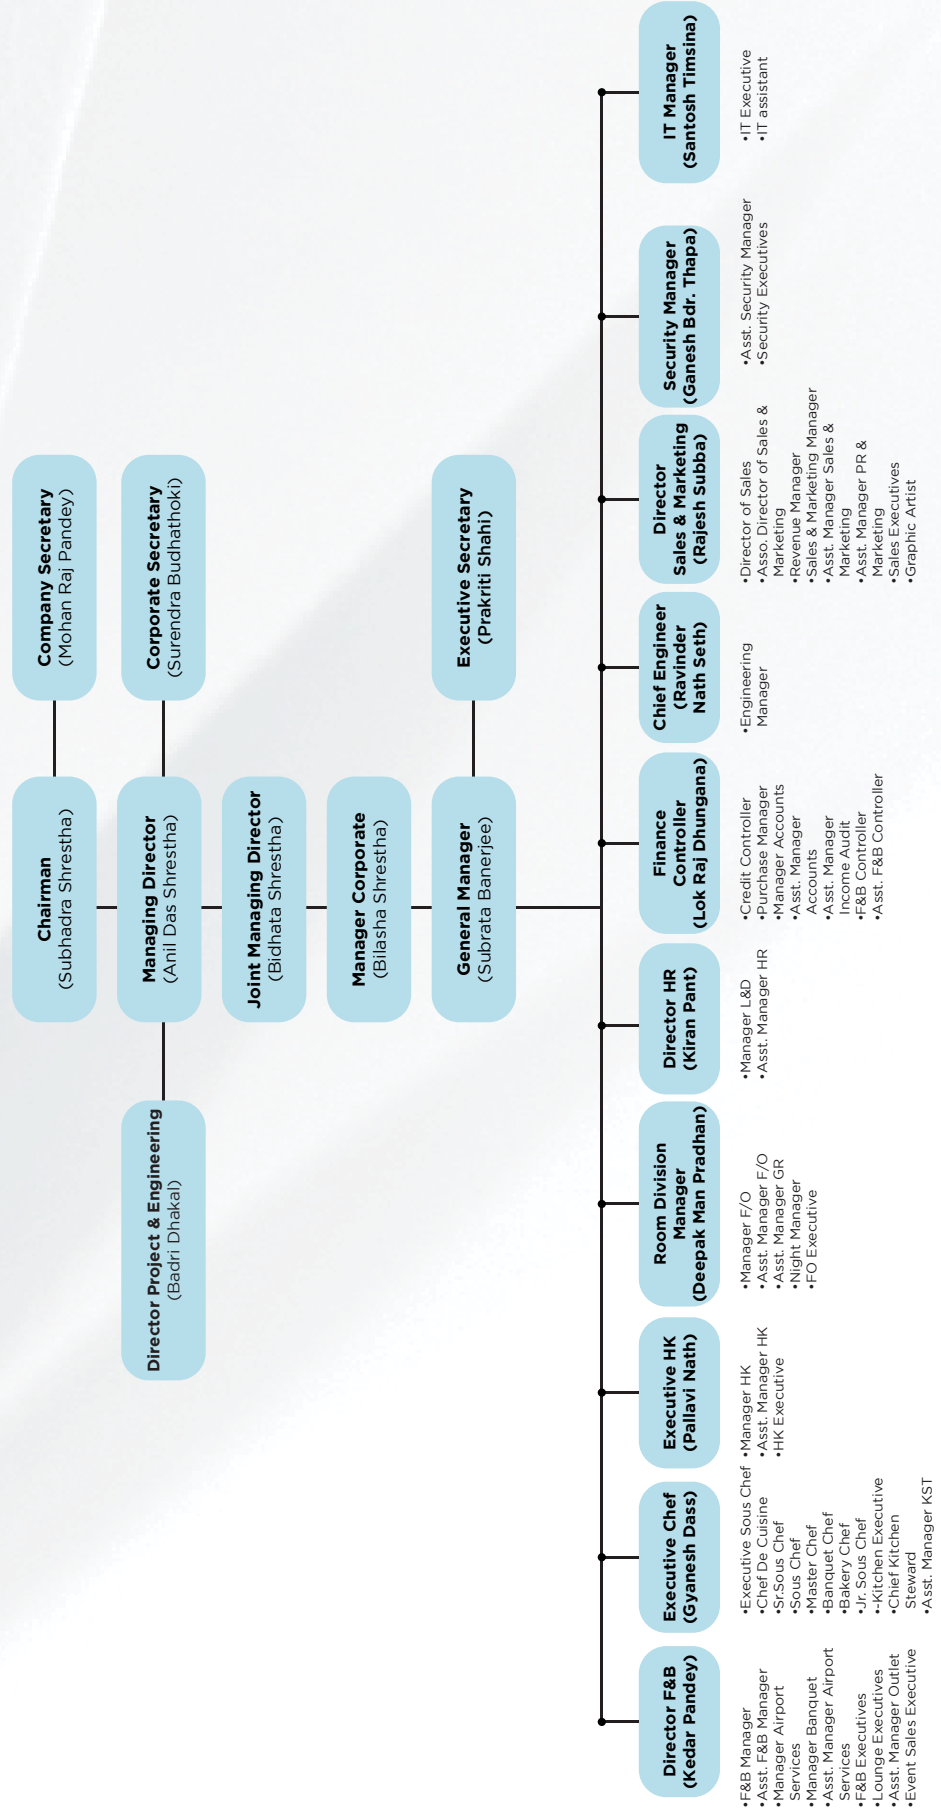 Chairman
(Subhadra Shrestha)
Company Secretary
(Mohan Raj Pandey)
Director Project & Engineering
(Badri Dhakal)
Managing Director
(Anil Das Shrestha)
Corporate Secretary
(Surendra Budhathoki)
Joint Managing Director
(Bidhata Shrestha)
Manager Corporate
(Bilasha Shrestha)
General Manager
(Subrata Banerjee)
Executive Secretary
(Prakriti Shahi)
Director F&B
(Kedar Pandey)
•F&B Manager
•Asst. F&B Manager
•Manager Airport
Services
•Manager Banquet
•Asst. Manager Airport
Services
•F&B Executives
•Lounge Executives
•Asst. Manager Outlet
•Event Sales Executive
Executive Chef
(Gyanesh Dass)
•Executive Sous Chef
•Chef De Cuisine
•Sr.Sous Chef
•Sous Chef
•Master Chef
•Banquet Chef
•Bakery Chef
•Jr. Sous Chef
•-Kitchen Executive
•Chief Kitchen
Steward
•Asst. Manager KST
Executive HK
(Pallavi Nath)
•Manager HK
•Asst. Manager HK
•HK Executive
Room Division
Manager
(Deepak Man Pradhan)
•Manager F/O
•Asst. Manager F/O
•Asst. Manager GR
•Night Manager
•FO Executive
Director HR
(Kiran Pant)
•Manager L&D
•Asst. Manager HR
Finance
Controller
(Lok Raj Dhungana)
•Credit Controller
•Purchase Manager
•Manager Accounts
•Asst. Manager
Accounts
•Asst. Manager
Income Audit
•F&B Controller
•Asst. F&B Controller
Chief Engineer
(Ravinder
Nath Seth)
•Engineering
Manager
Director
Sales & Marketing
(Rajesh Subba)
•Director of Sales
•Asso. Director of Sales &
Marketing
•Revenue Manager
•Sales & Marketing Manager
•Asst. Manager Sales &
Marketing
•Asst. Manager PR &
Marketing
•Sales Executives
•Graphic Artist
Security Manager
(Ganesh Bdr. Thapa)
•Asst. Security Manager
•Security Executives
IT Manager
(Santosh Timsina)
•IT Executive
•IT assistant